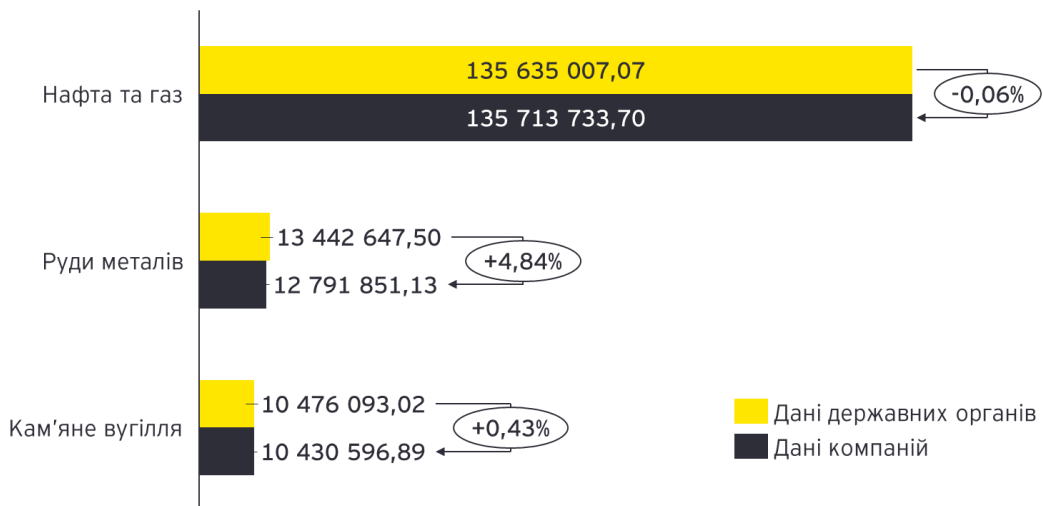 Нафта та газ
135 635 007,07
135 713 733,70
-0,06%
Руди металів
13 442 647,50
12 791 851,13
+4,84%
Кам’яне вугілля
10 476 093,02
10 430 596,89
+0,43%
Дані державних органів
Дані компаній